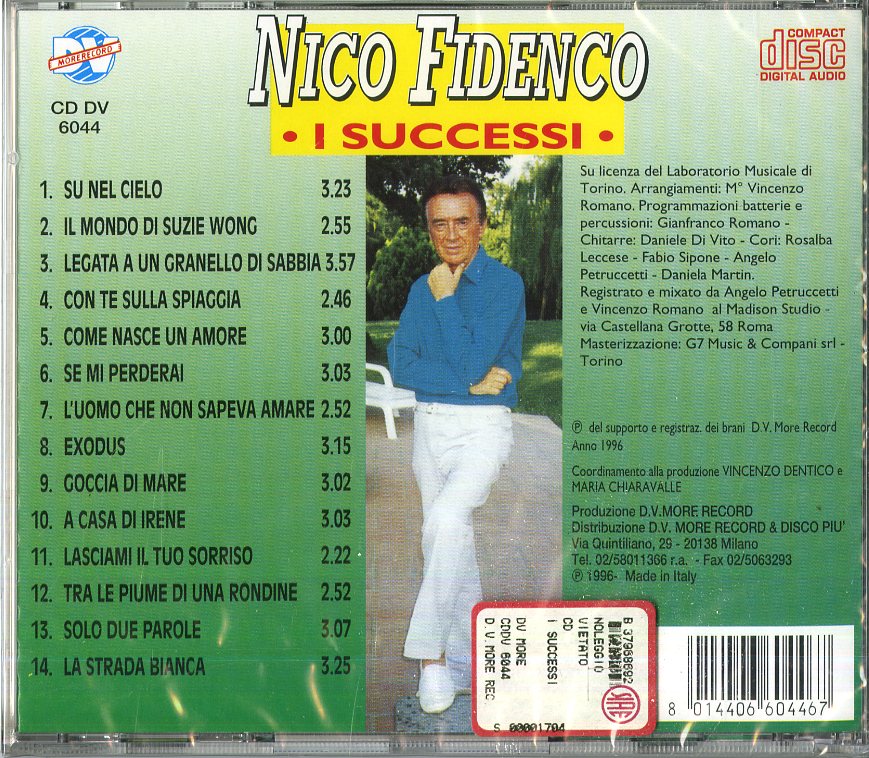 DV
MORE RECORD
CD DV
6044
NICO FIDENCO
• I SUCCESSI •
COMPACT
disc
DIGITAL AUDIO
1. SU NEL CIELO 3.23
2. IL MONDO DI SUZIE WONG 2.55
3. LEGATA A UN GRANELLO DI SABBIA 3.57
4. CON TE SULLA SPIAGGIA 2.46
5. COME NASCE UN AMORE 3.00
6. SE MI PERDERAI 3.03
7. L'UOMO CHE NON SAPEVA AMARE 2.52
8. EXODUS 3.15
9. GOCCIA DI MARE 3.02
10. A CASA DI IRENE 3.03
11. LASCIAMI IL TUO SORRISO 2.22
12. TRA LE PIUME DI UNA RONDINE 2.52
13. SOLO DUE PAROLE 3.07
14. LA STRADA BIANCA 3.25
Su licenza del Laboratorio Musicale di
Torino. Arrangiamenti: M° Vincenzo
Romano. Programmazioni batterie e
percussioni: Gianfranco Romano -
Chitarre: Daniele Di Vito - Cori: Rosalba
Leccese - Fabio Sipone - Angelo
Petruccetti - Daniela Martin.
Registrato e mixato da Angelo Petruccetti
e Vincenzo Romano al Madison Studio -
via Castellana Grotte, 58 Roma
Masterizzazione: G7 Music & Compani srl -
Torino
℗ del supporto e registraz. dei brani D.V. More Record
Anno 1996
Coordinamento alla produzione VINCENZO DENTICO e
MARIA CHIARAVALLE
Produzione D.V.MORE RECORD
Distribuzione D.V. MORE RECORD & DISCO PIU'
Via Quintiliano, 29 - 20138 Milano
Tel. 02/58011366 r.a. - Fax 02/5063293
℗ 1996- Made in Italy
B 37968692
NOLEGGIO
VIETATO
CD
I SUCCESSI
DV MORE
CDDV 6044
D.V. MORE REC.
S 00001794
SIAE
8 014406 604467